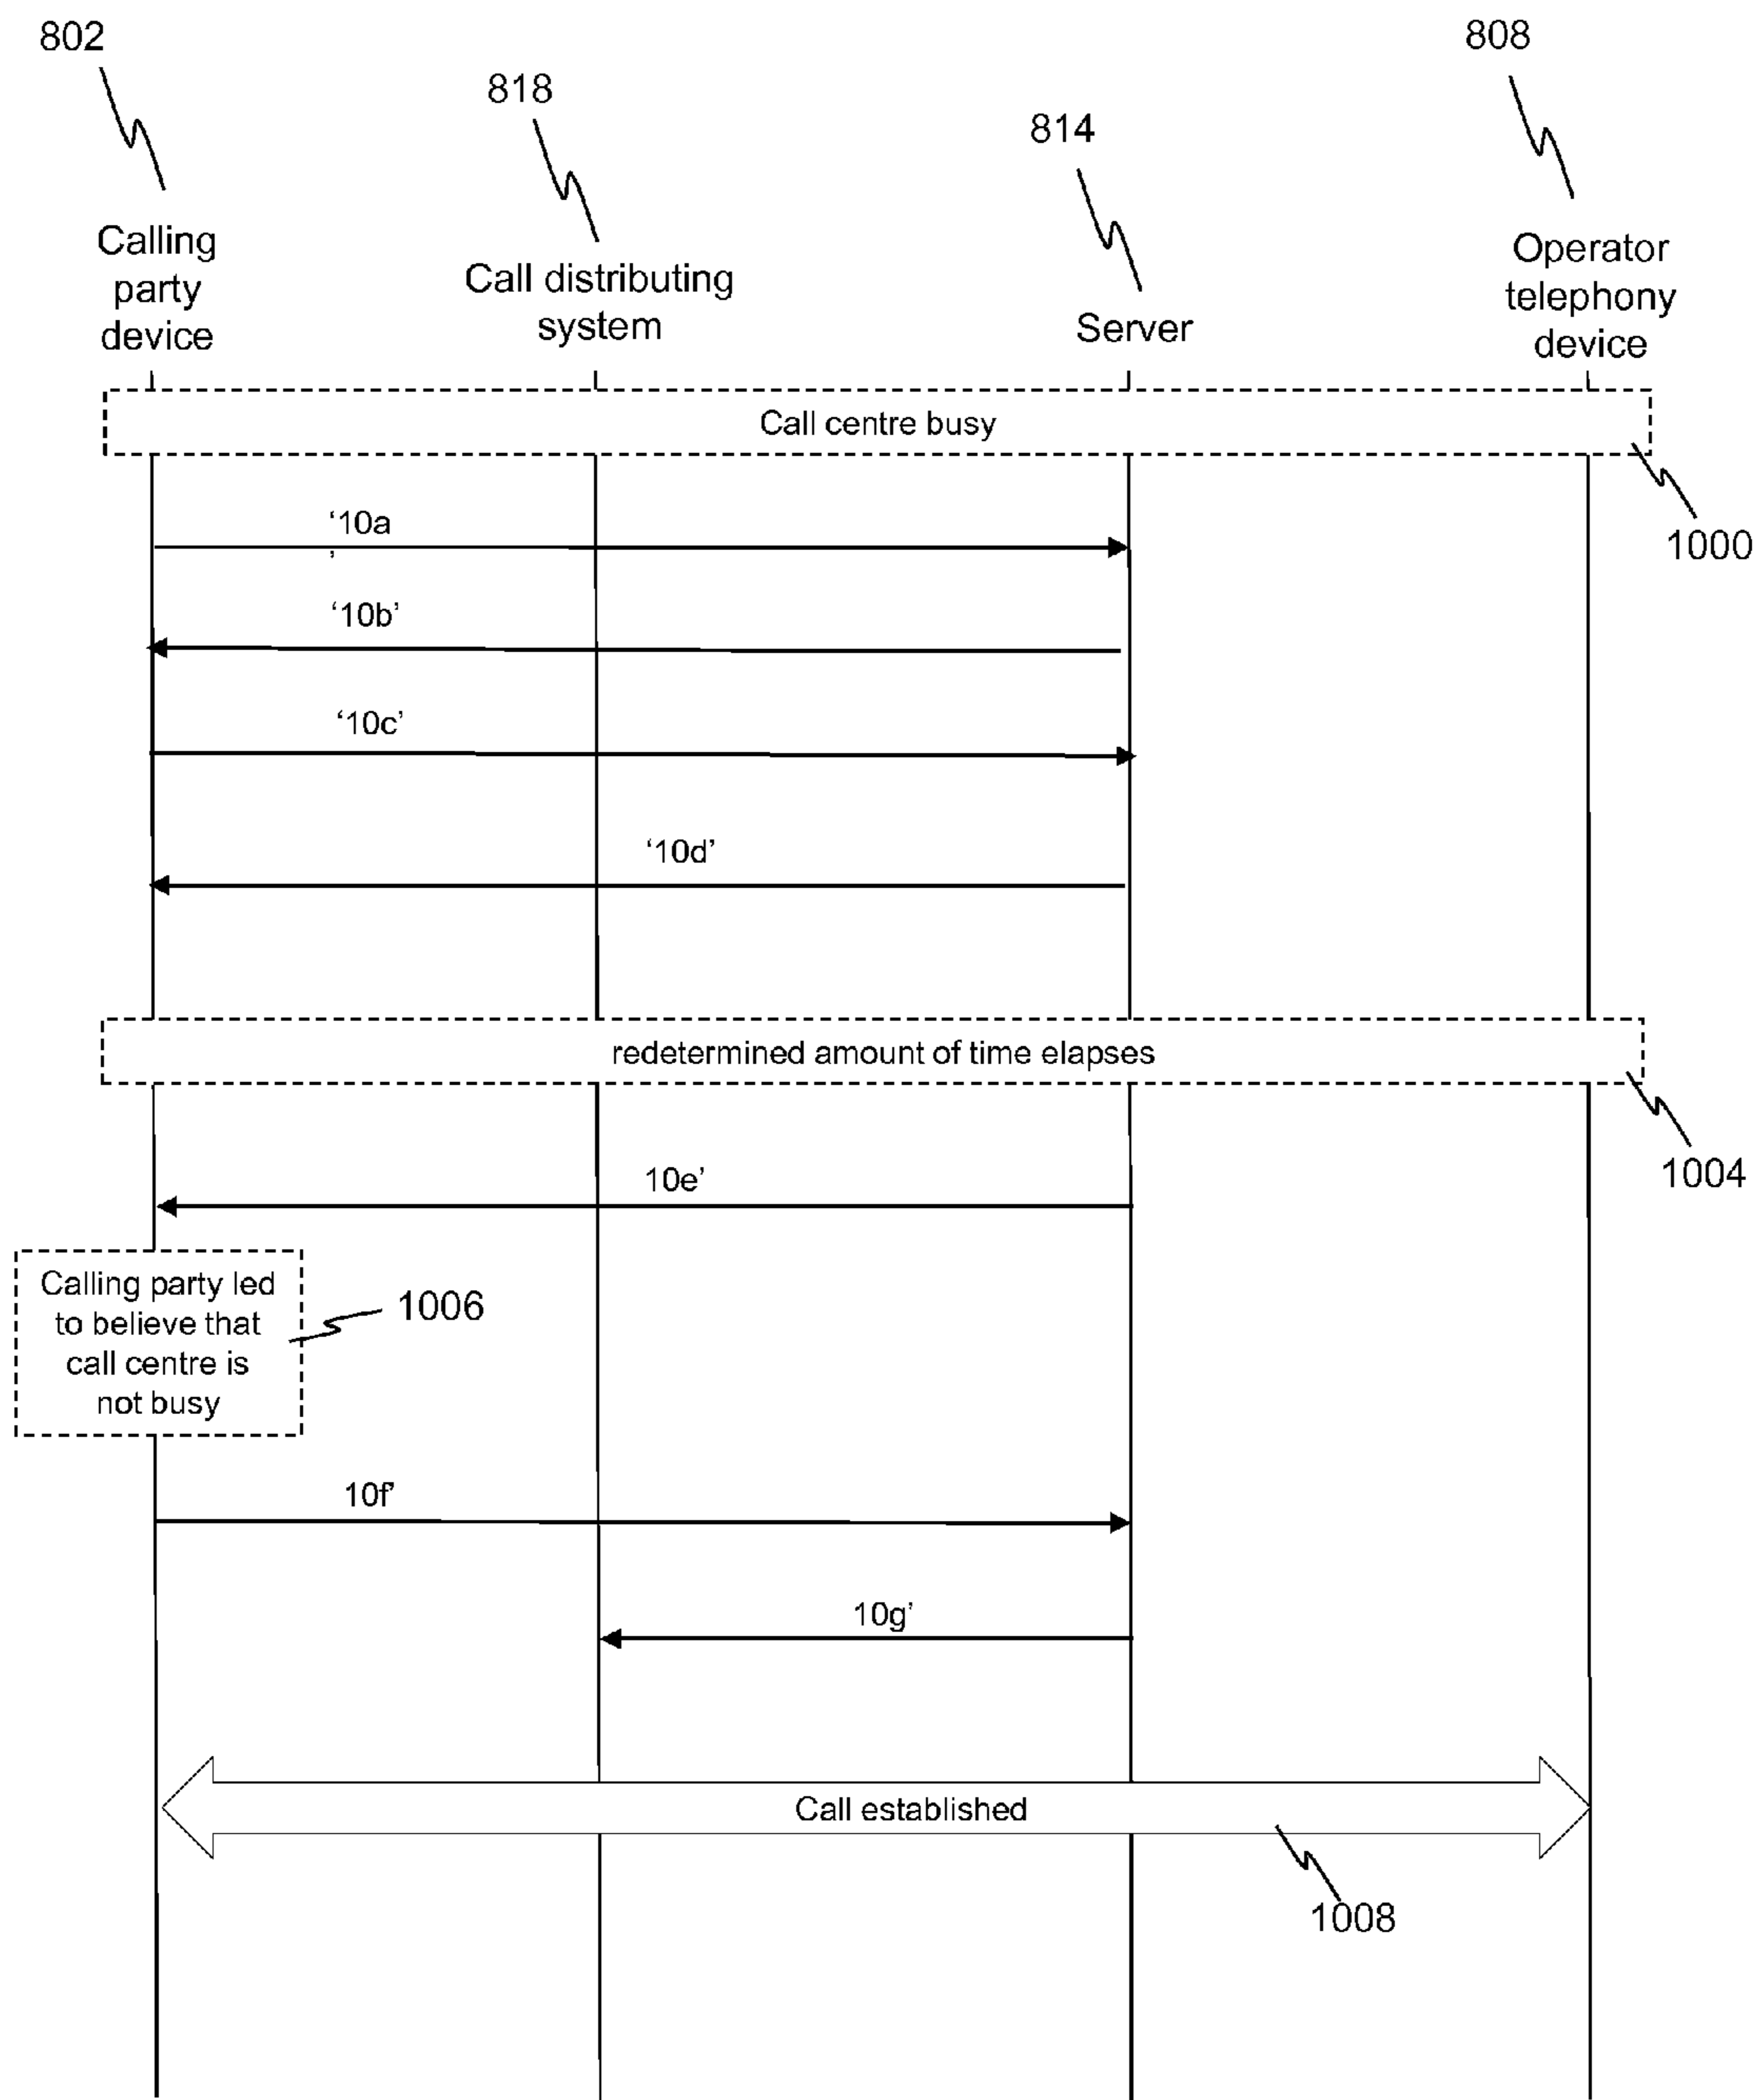 802
808
818
814
Calling
party
device
Call distributing
system
Server
Operator
telephony
device
Call centre busy
1000
‘10a
’
‘10b’
‘10c’
‘10d’
redetermined amount of time elapses
1004
10e’
Calling party led
to believe that
call centre is
not busy
1006
10f’
10g’
Call established
1008